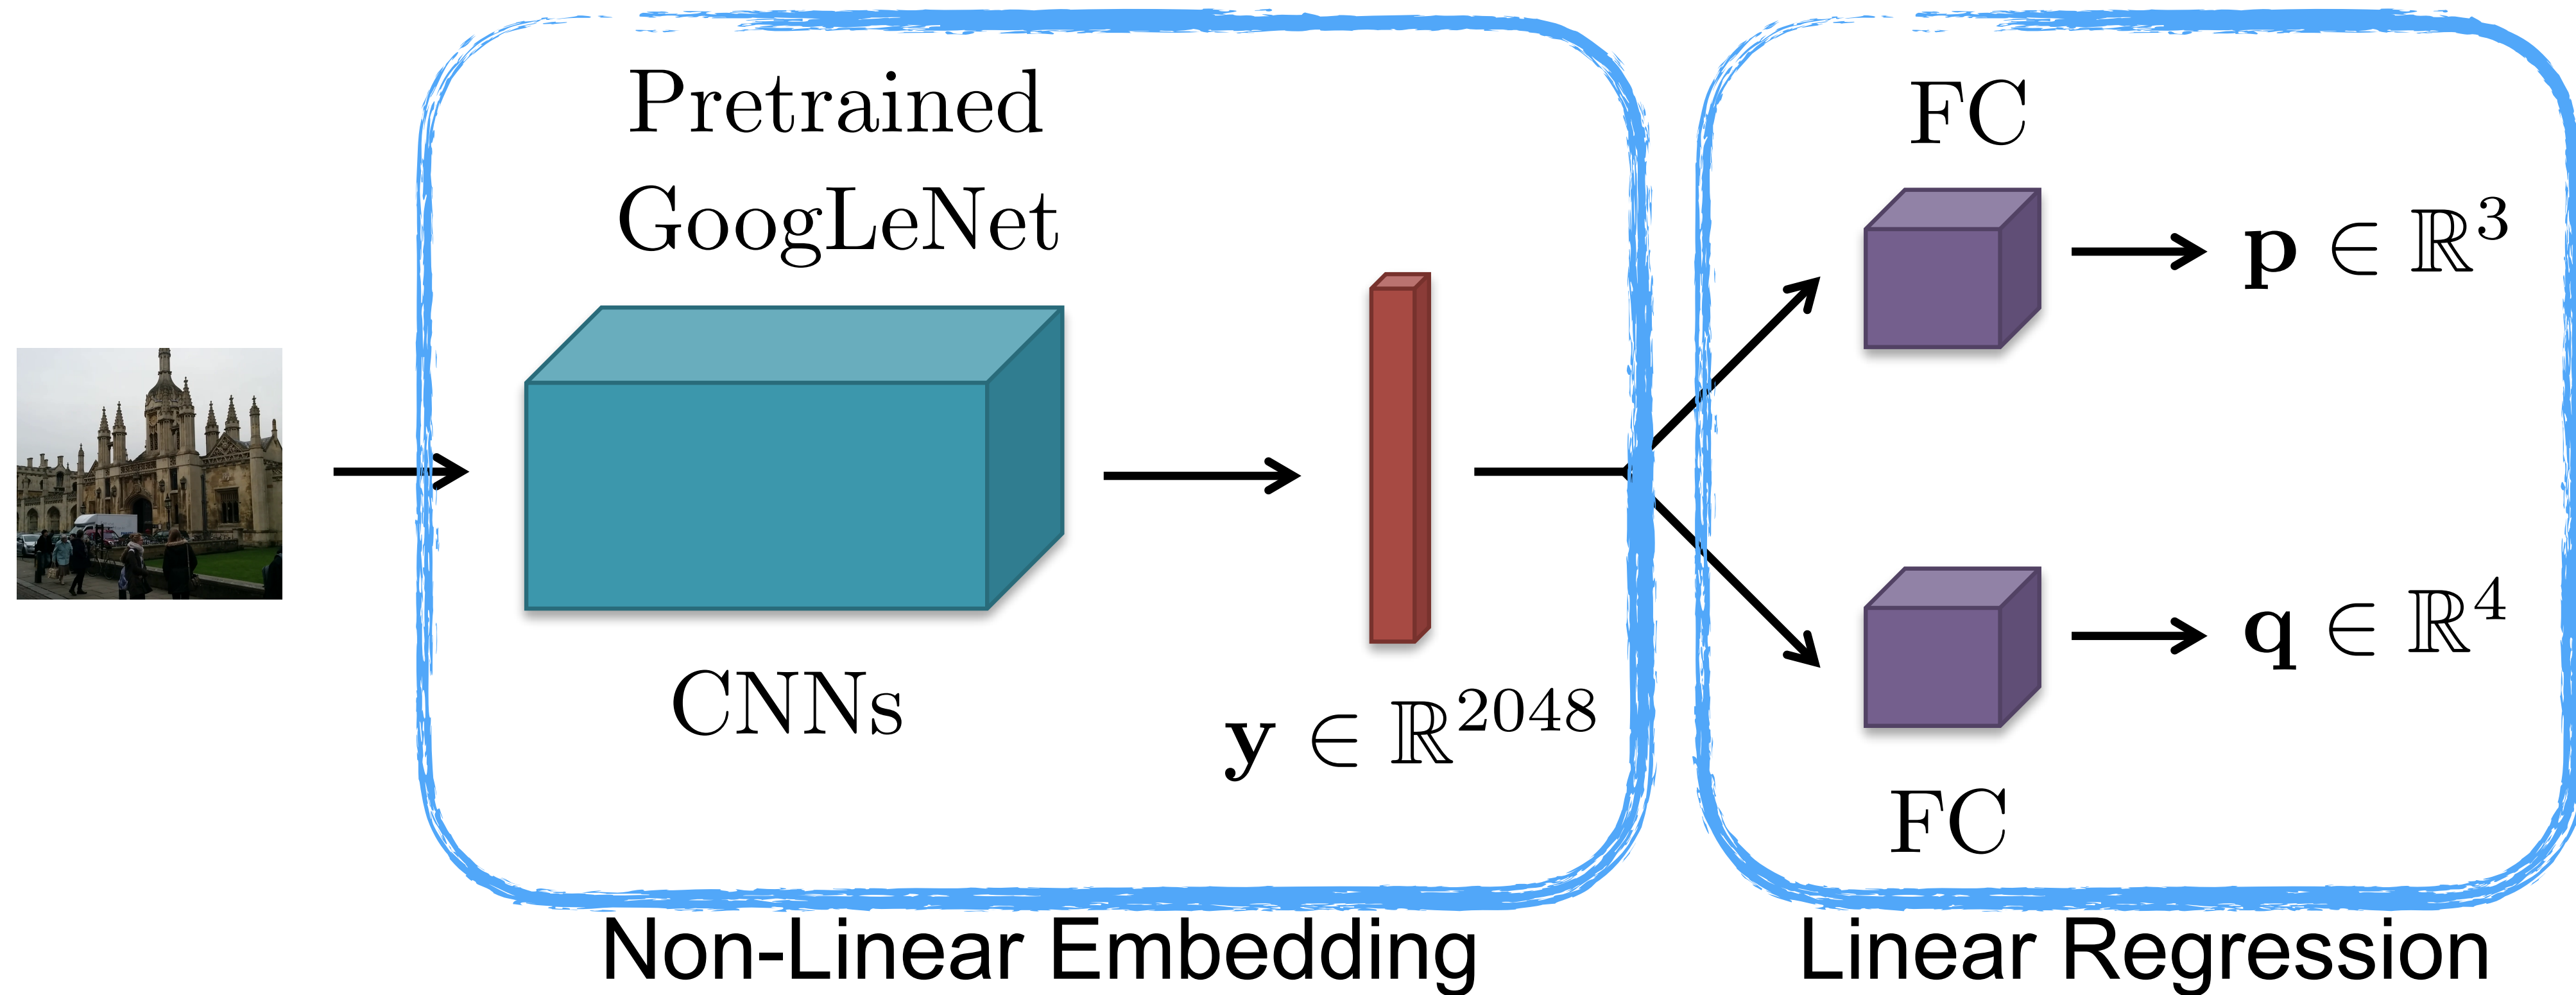 Pretrained
GoogLeNet
CNNs
y ∈ ℝ²⁰⁴⁸
Non-Linear Embedding
FC
p ∈ ℝ³
q ∈ ℝ⁴
FC
Linear Regression